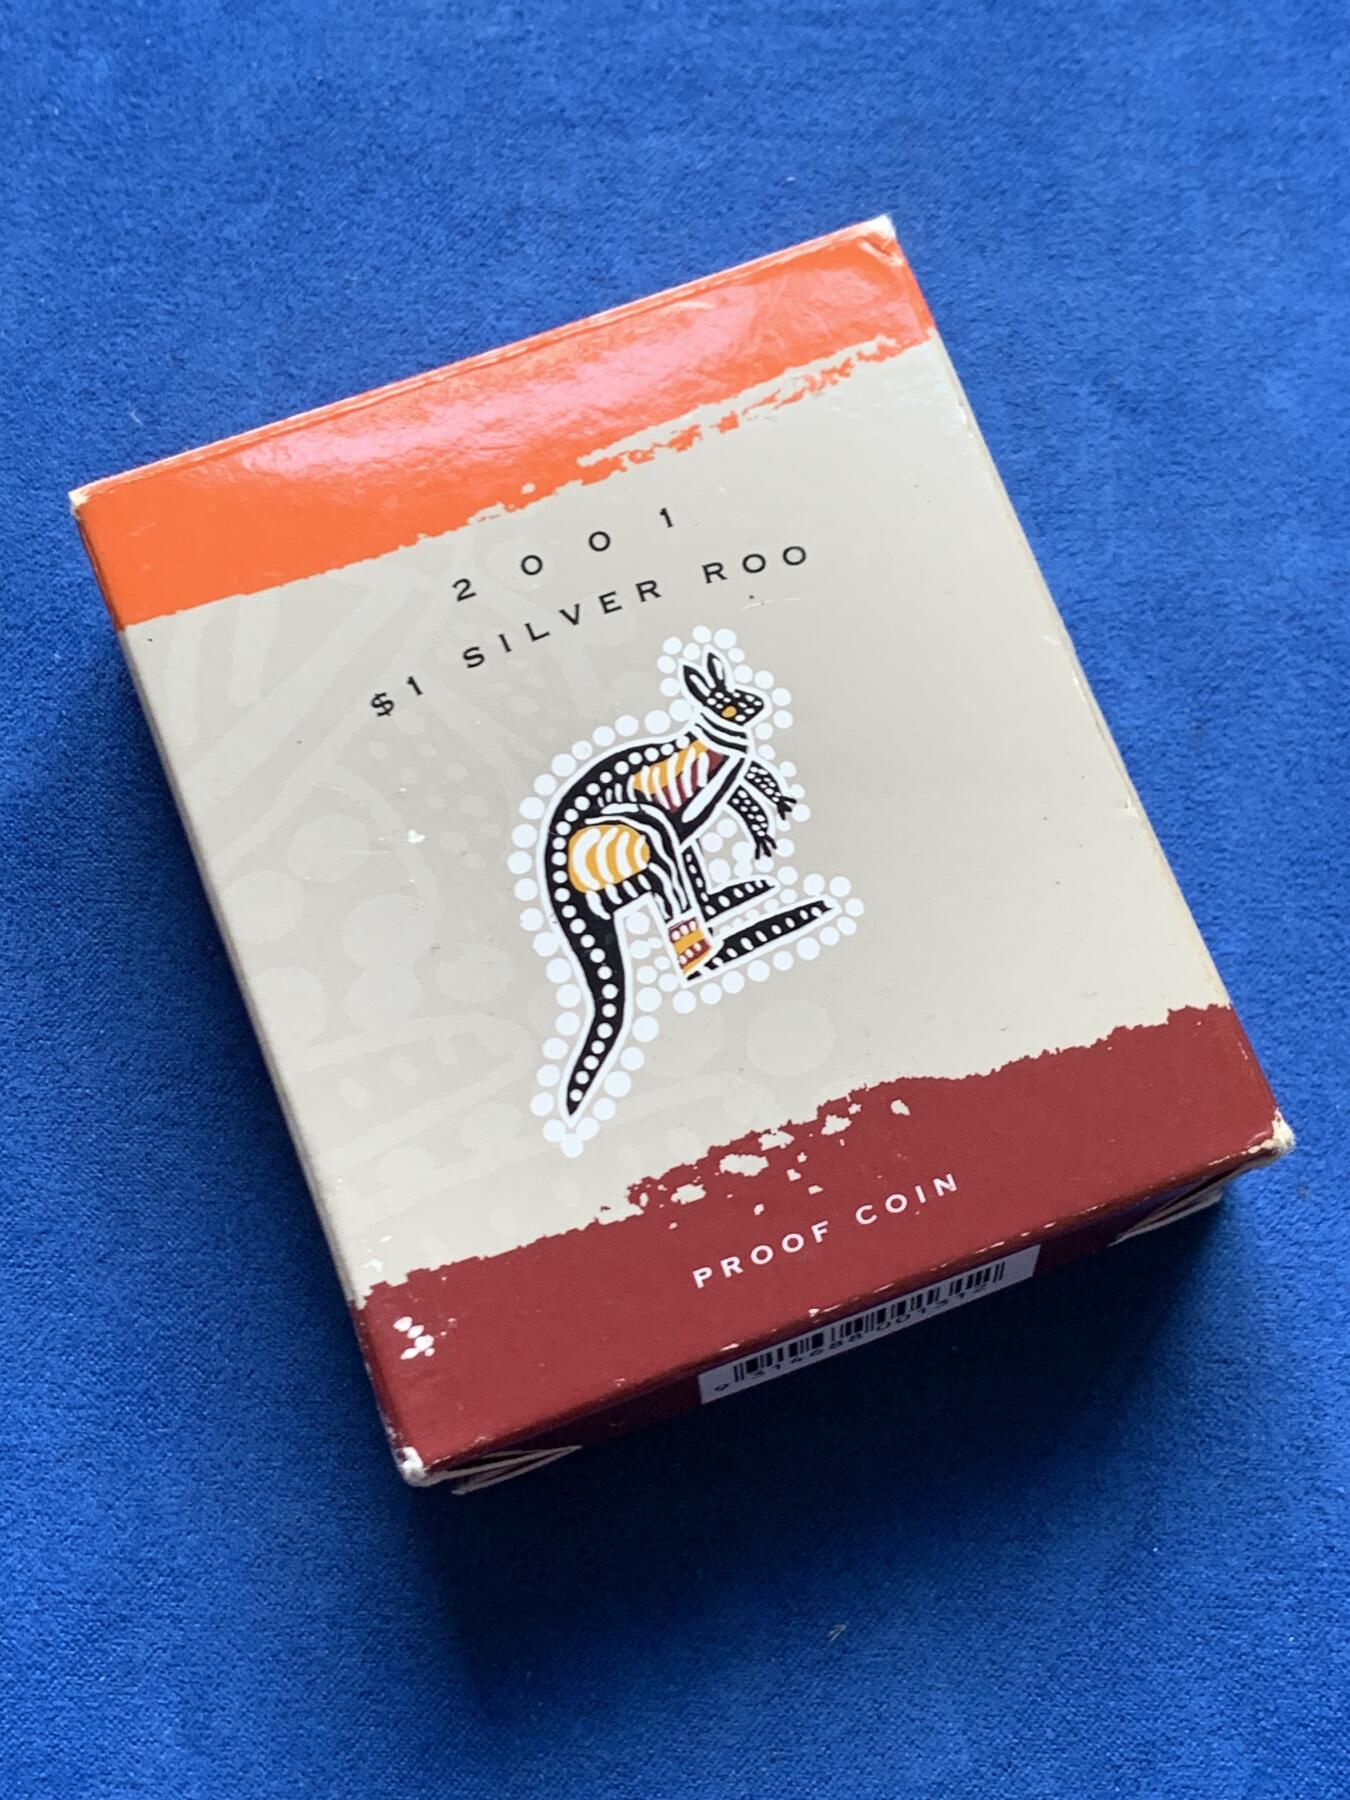 2001
$1 SILVER ROO
PROOF COIN